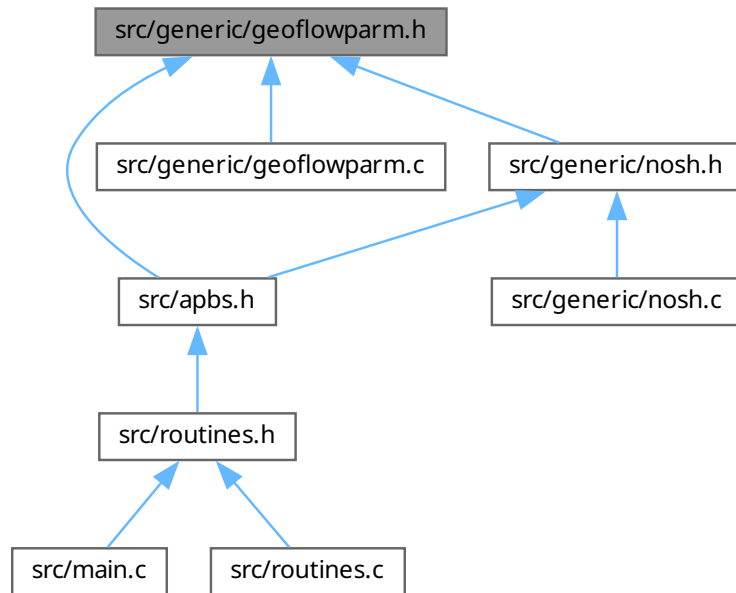 src/generic/geoflowparm.h
src/generic/geoflowparm.c
src/generic/nosh.h
src/apbs.h
src/generic/nosh.c
src/routines.h
src/main.c
src/routines.c